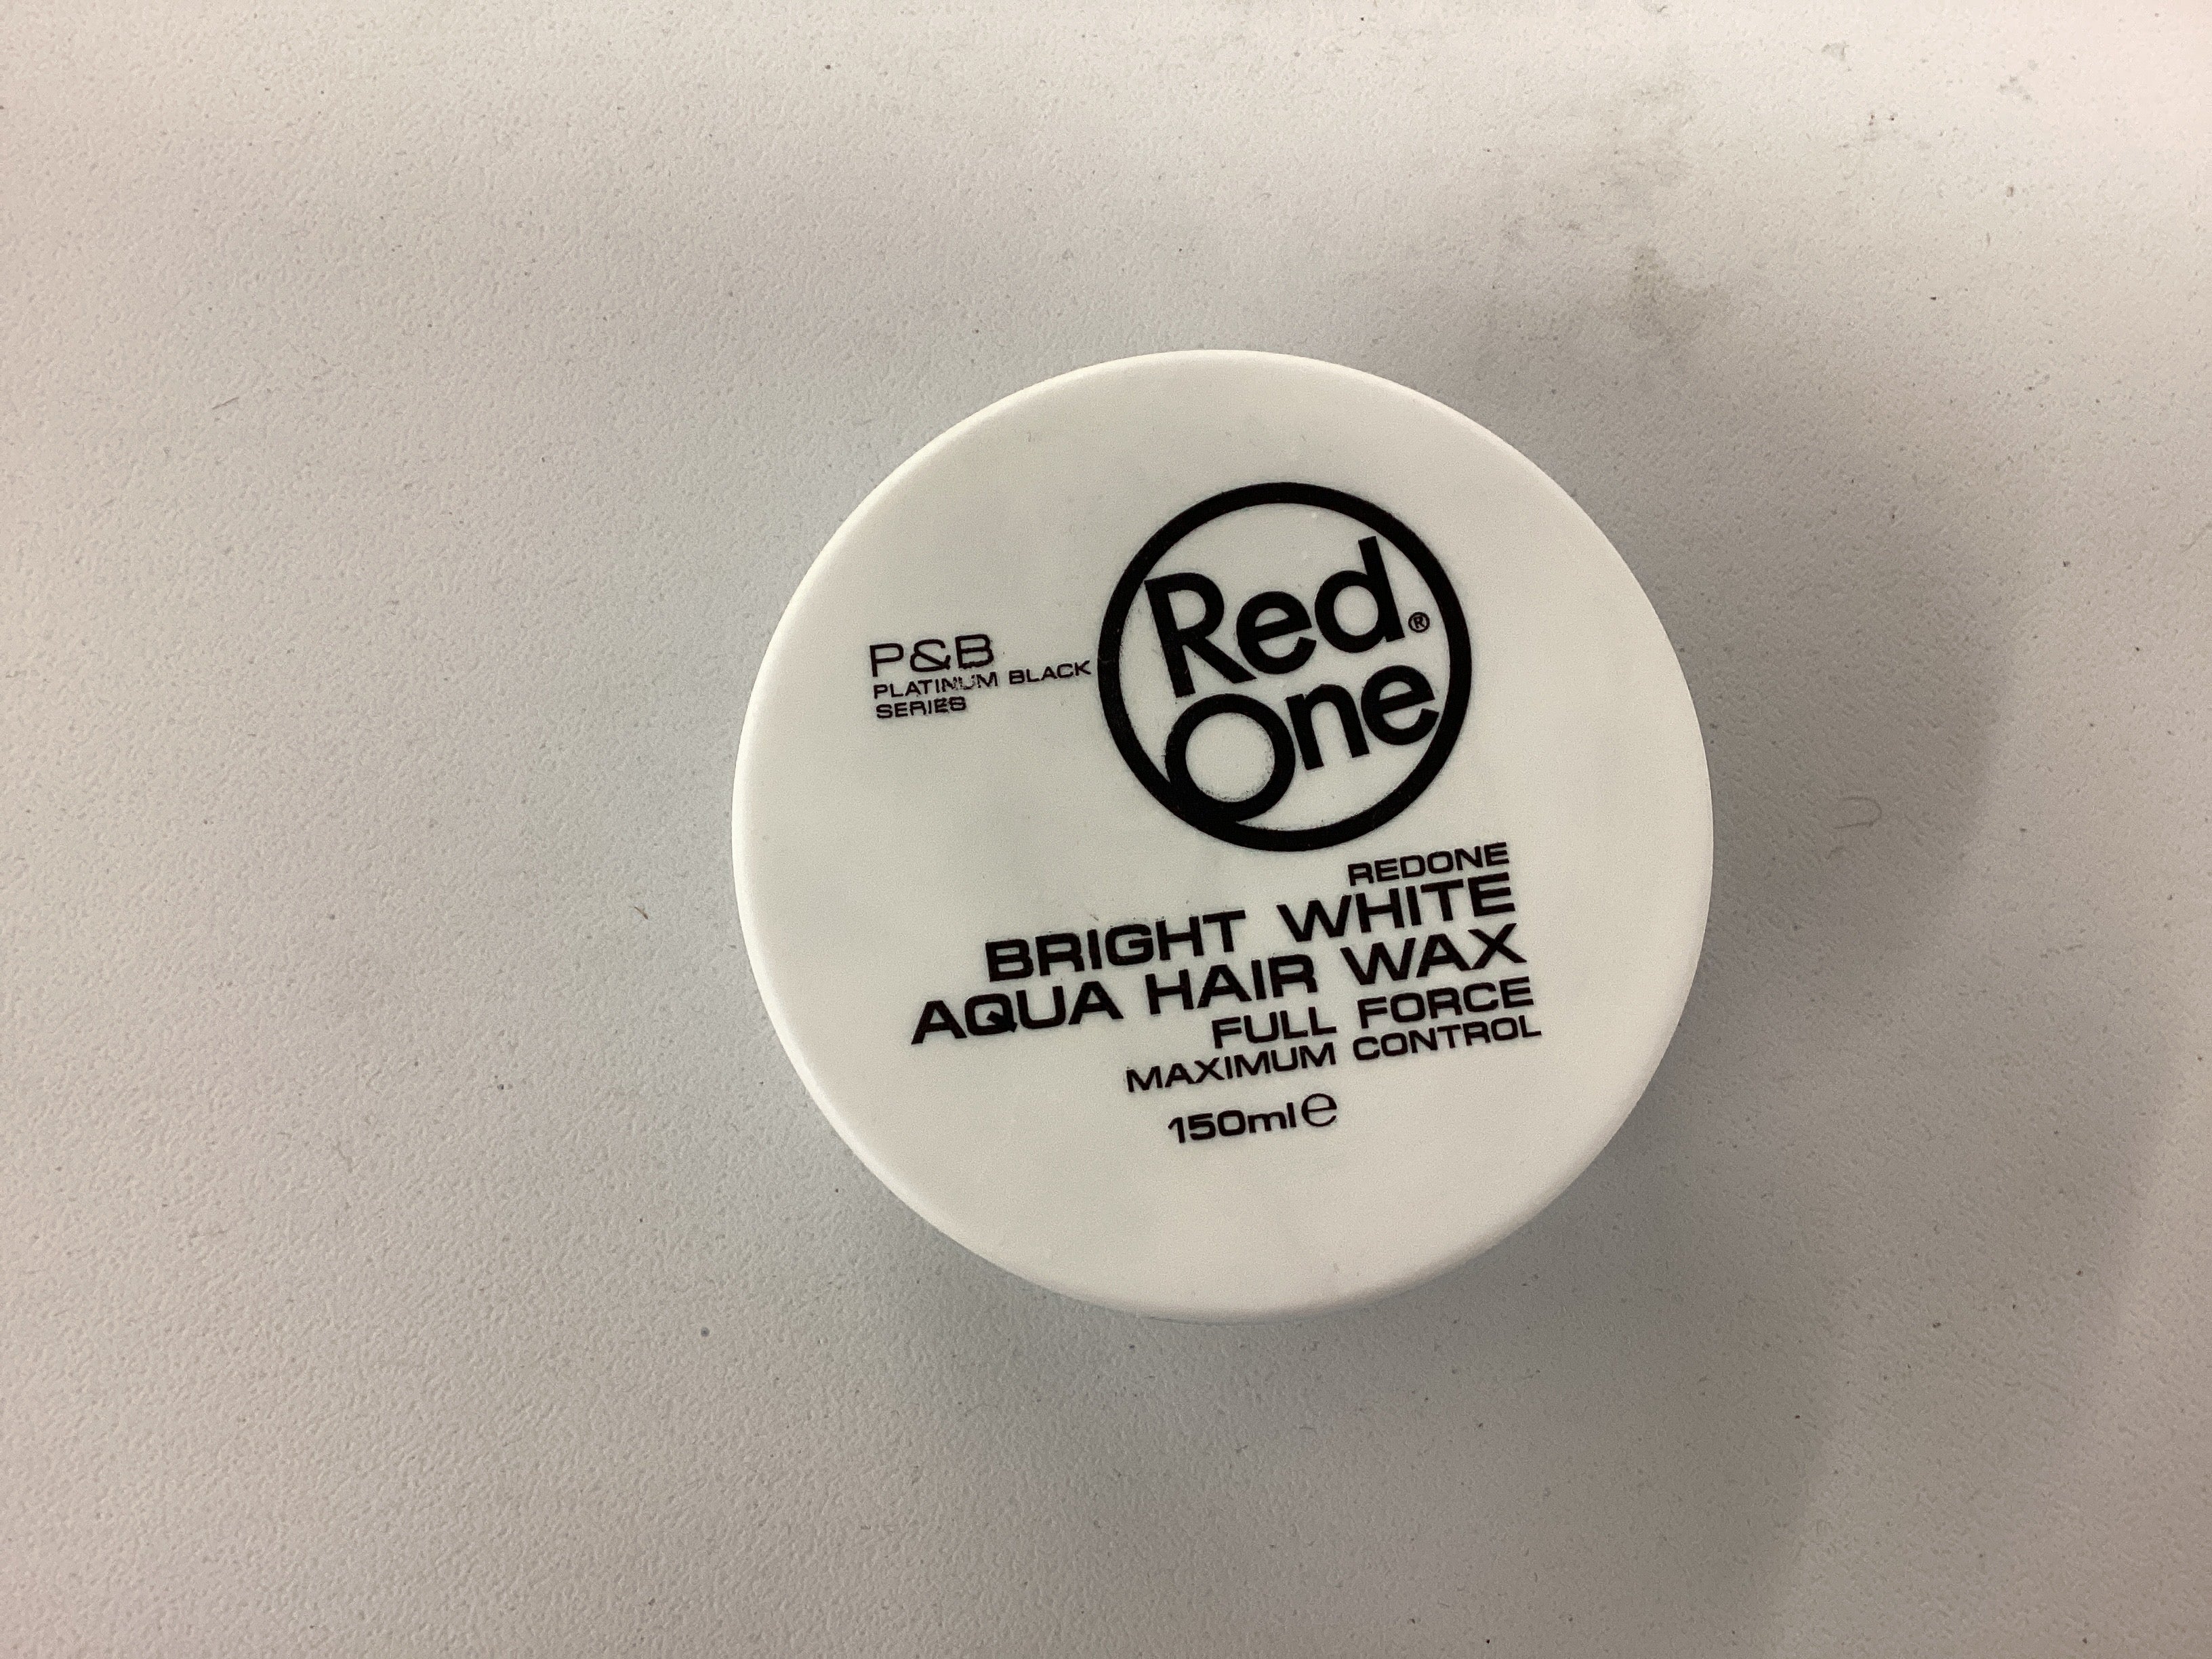 Red®
One
P&B
PLATINUM BLACK
SERIES
REDONE
BRIGHT WHITE
AQUA HAIR WAX
FULL FORCE
MAXIMUM CONTROL
150ml℮